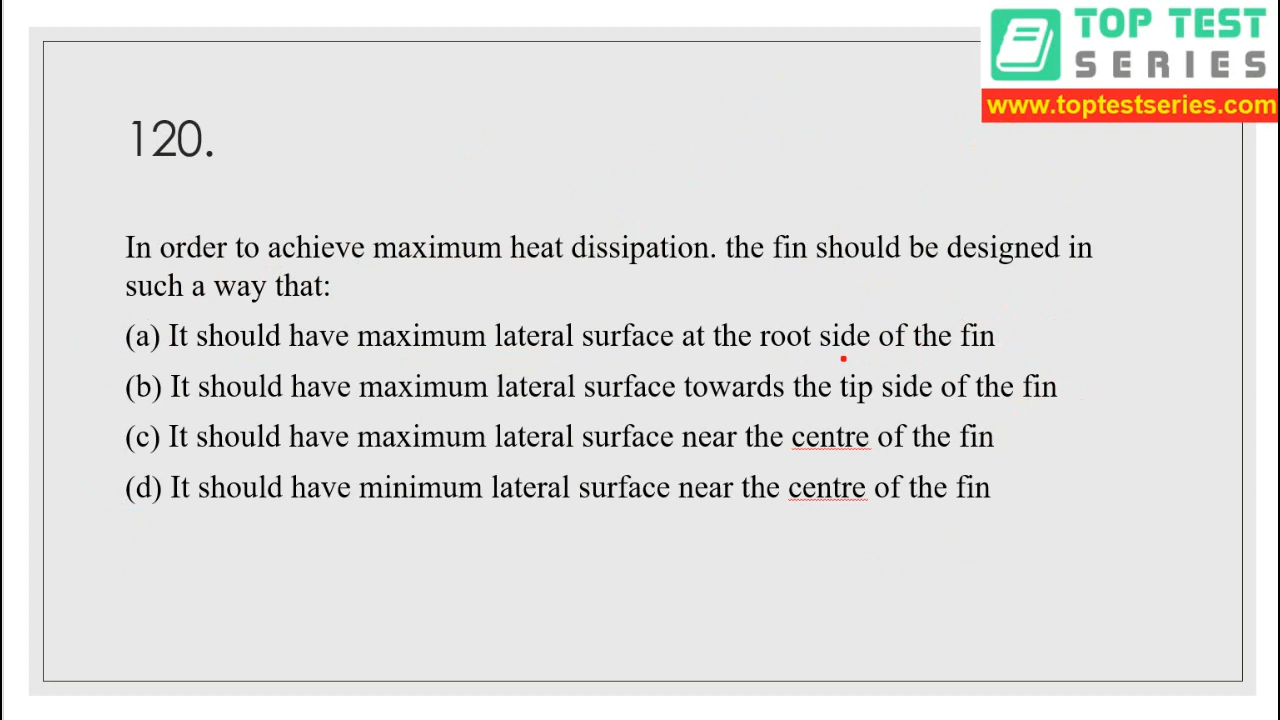 TOP TEST
SERIES
www.toptestseries.com
120.
In order to achieve maximum heat dissipation. the fin should be designed in
such a way that:
(a) It should have maximum lateral surface at the root side of the fin
(b) It should have maximum lateral surface towards the tip side of the fin
(c) It should have maximum lateral surface near the centre of the fin
(d) It should have minimum lateral surface near the centre of the fin